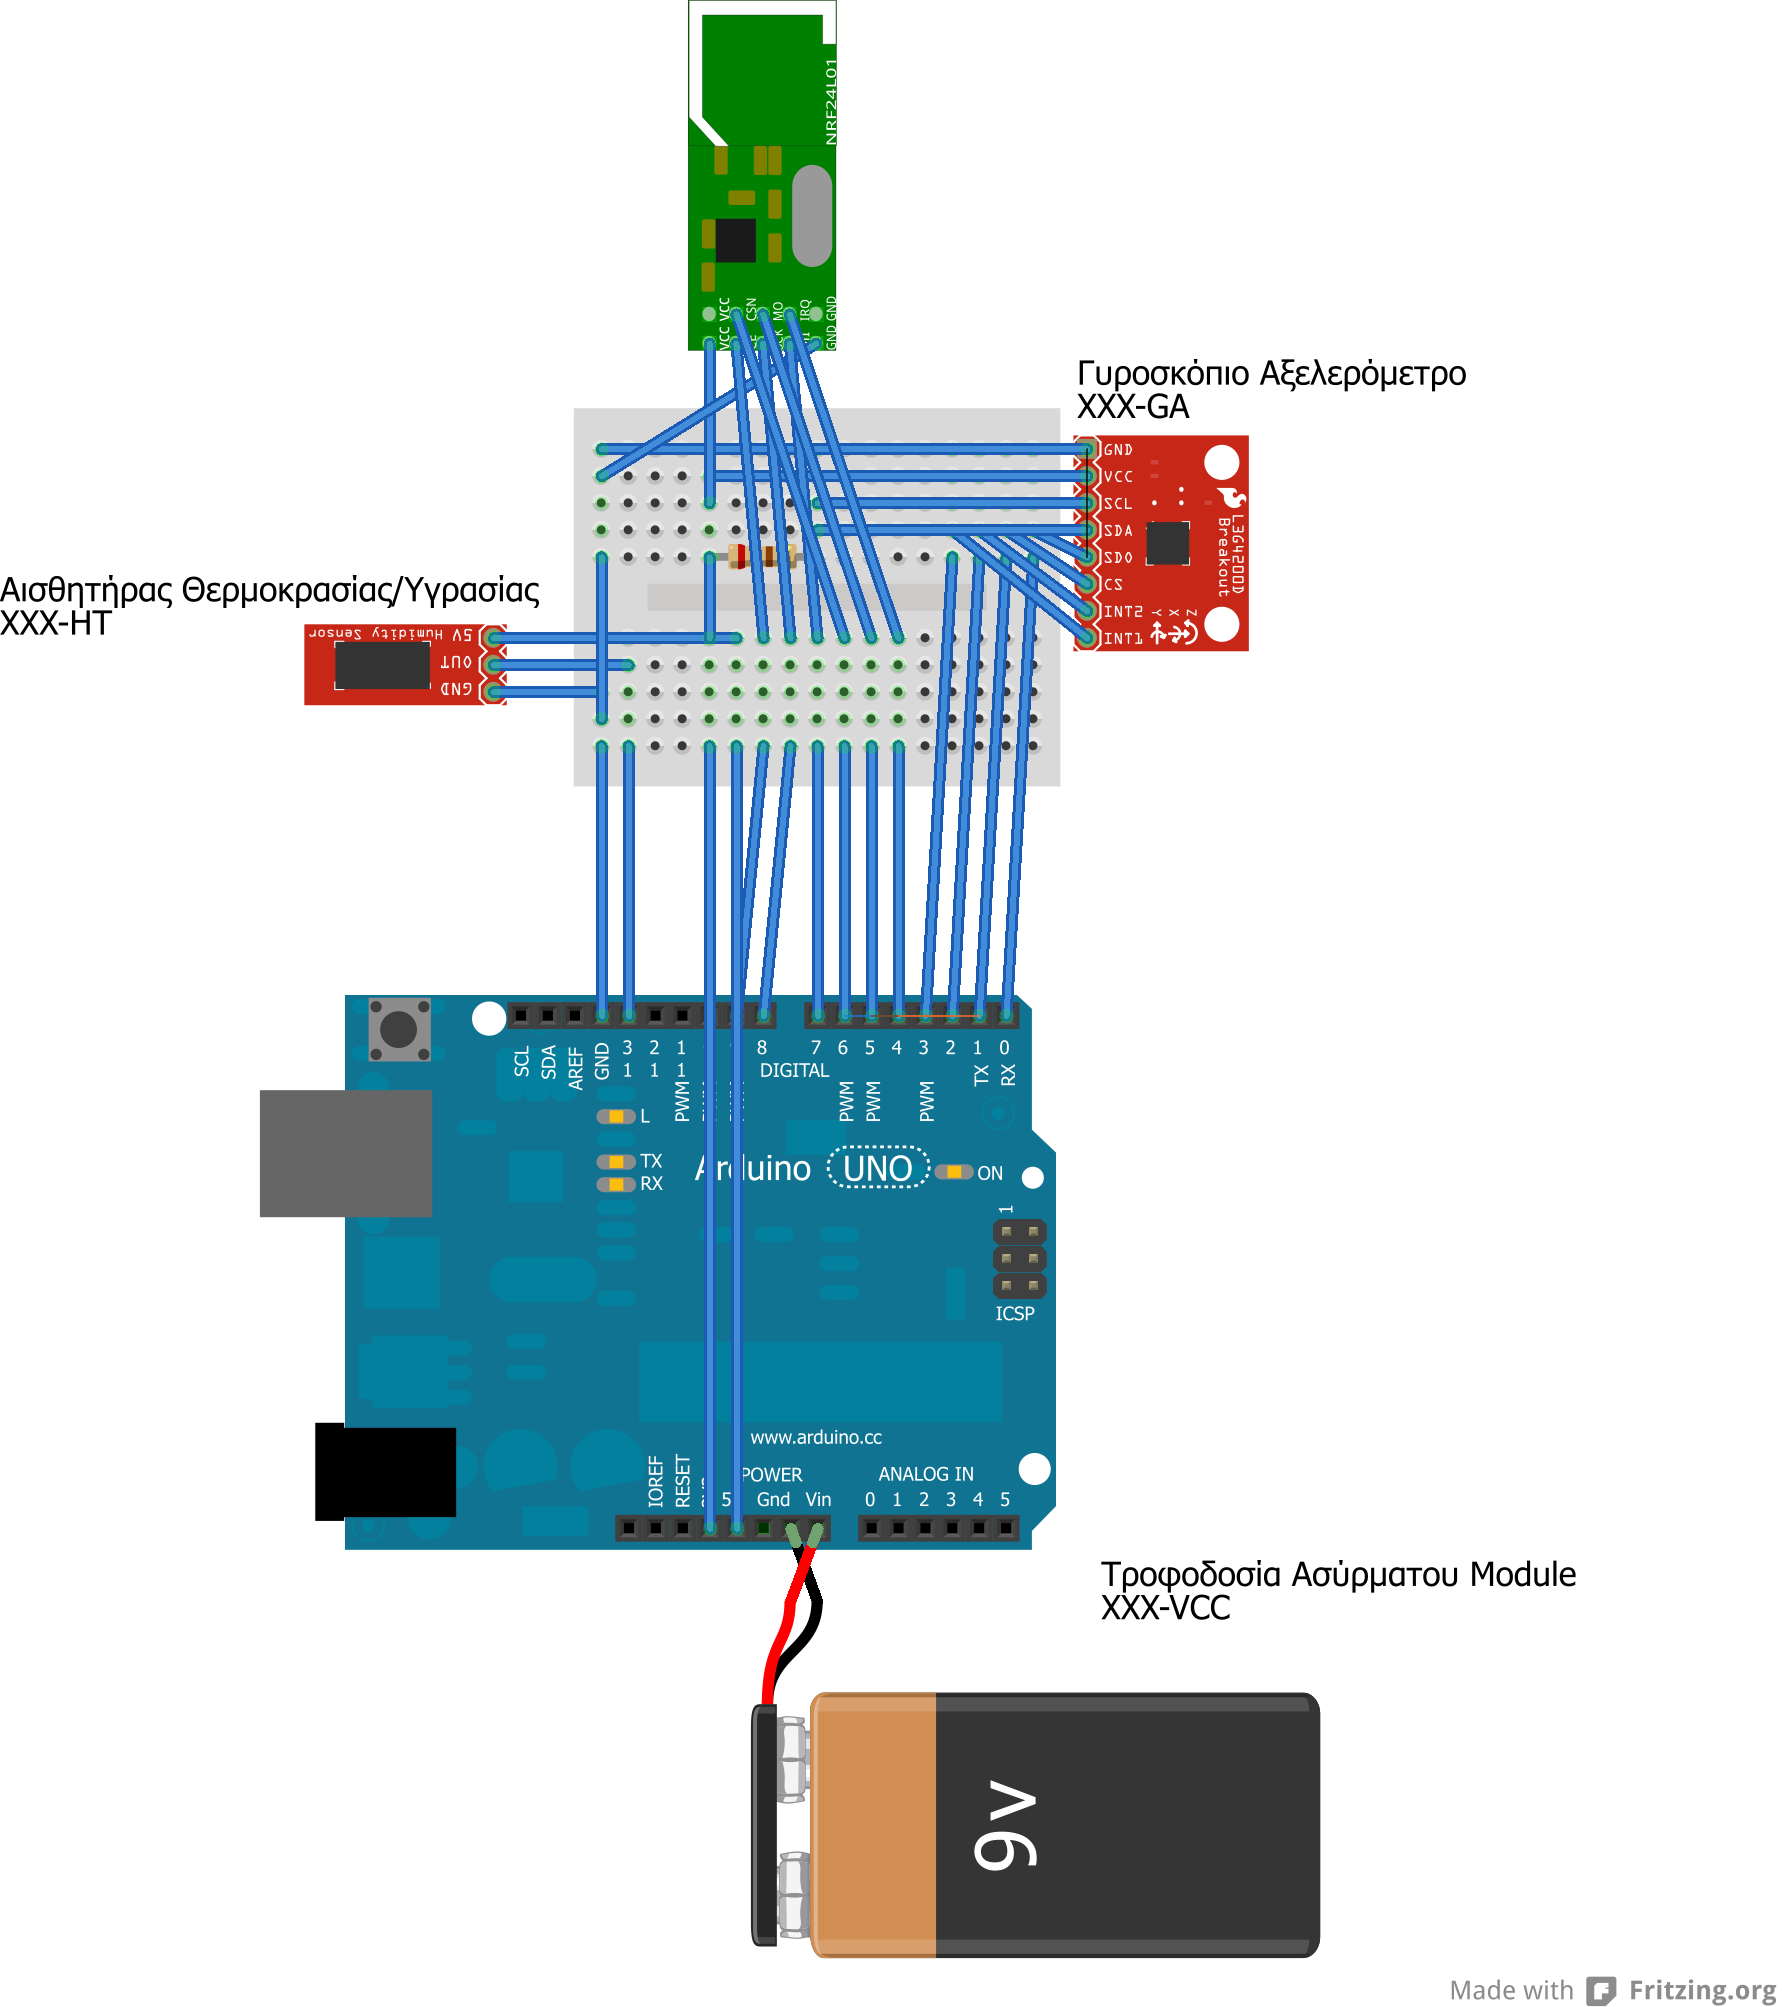 NRF24L01
VCC VCC
CSN
MO
IRQ
GND GND
Γυροσκόπιο Αξελερόμετρο
XXX-GA
GND
VCC
SCL
SDA
SDO
CS
INT2
INT1
L3G4200D
Breakout
X
Y
Z
Αισθητήρας Θερμοκρασίας/Υγρασίας
XXX-HT
Humidity Sensor
5V
OUT
GND
SCL
SDA
AREF
GND
13
12
11
PWM
8
7
6
5
4
3
2
1
0
DIGITAL
PWM
PWM
PWM
TX
RX
L
TX
RX
Arduino
UNO
ON
1
ICSP
www.arduino.cc
IOREF
RESET
POWER
5
Gnd
Vin
ANALOG IN
0 1 2 3 4 5
Τροφοδοσία Ασύρματου Module
XXX-VCC
9v
Made with Fritzing.org